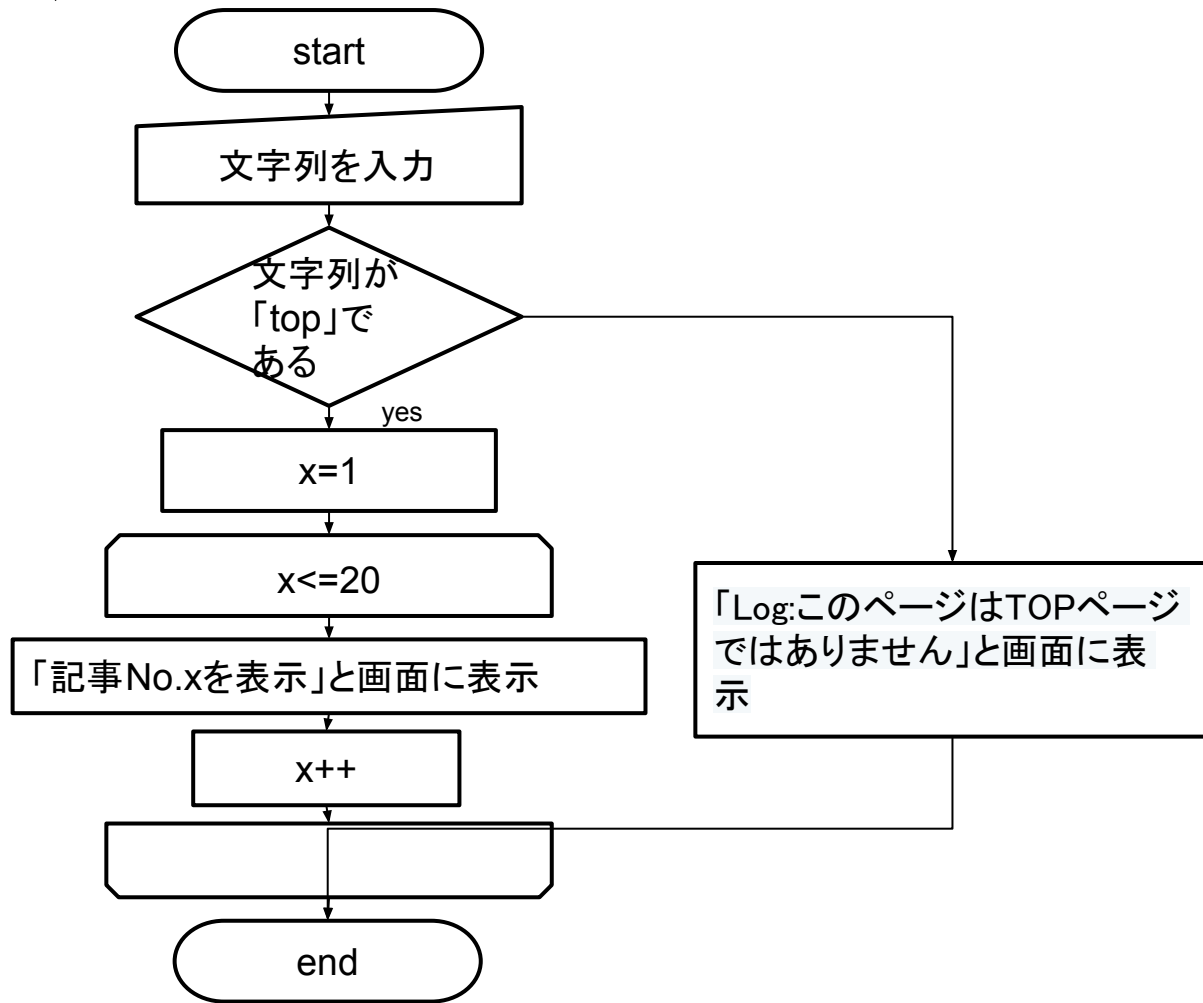 start
文字列を入力
文字列が
「top」で
ある
yes
x=1
x<=20
「記事No.xを表示」と画面に表示
x++
「Log:このページはTOPページ
ではありません」と画面に表
示
end